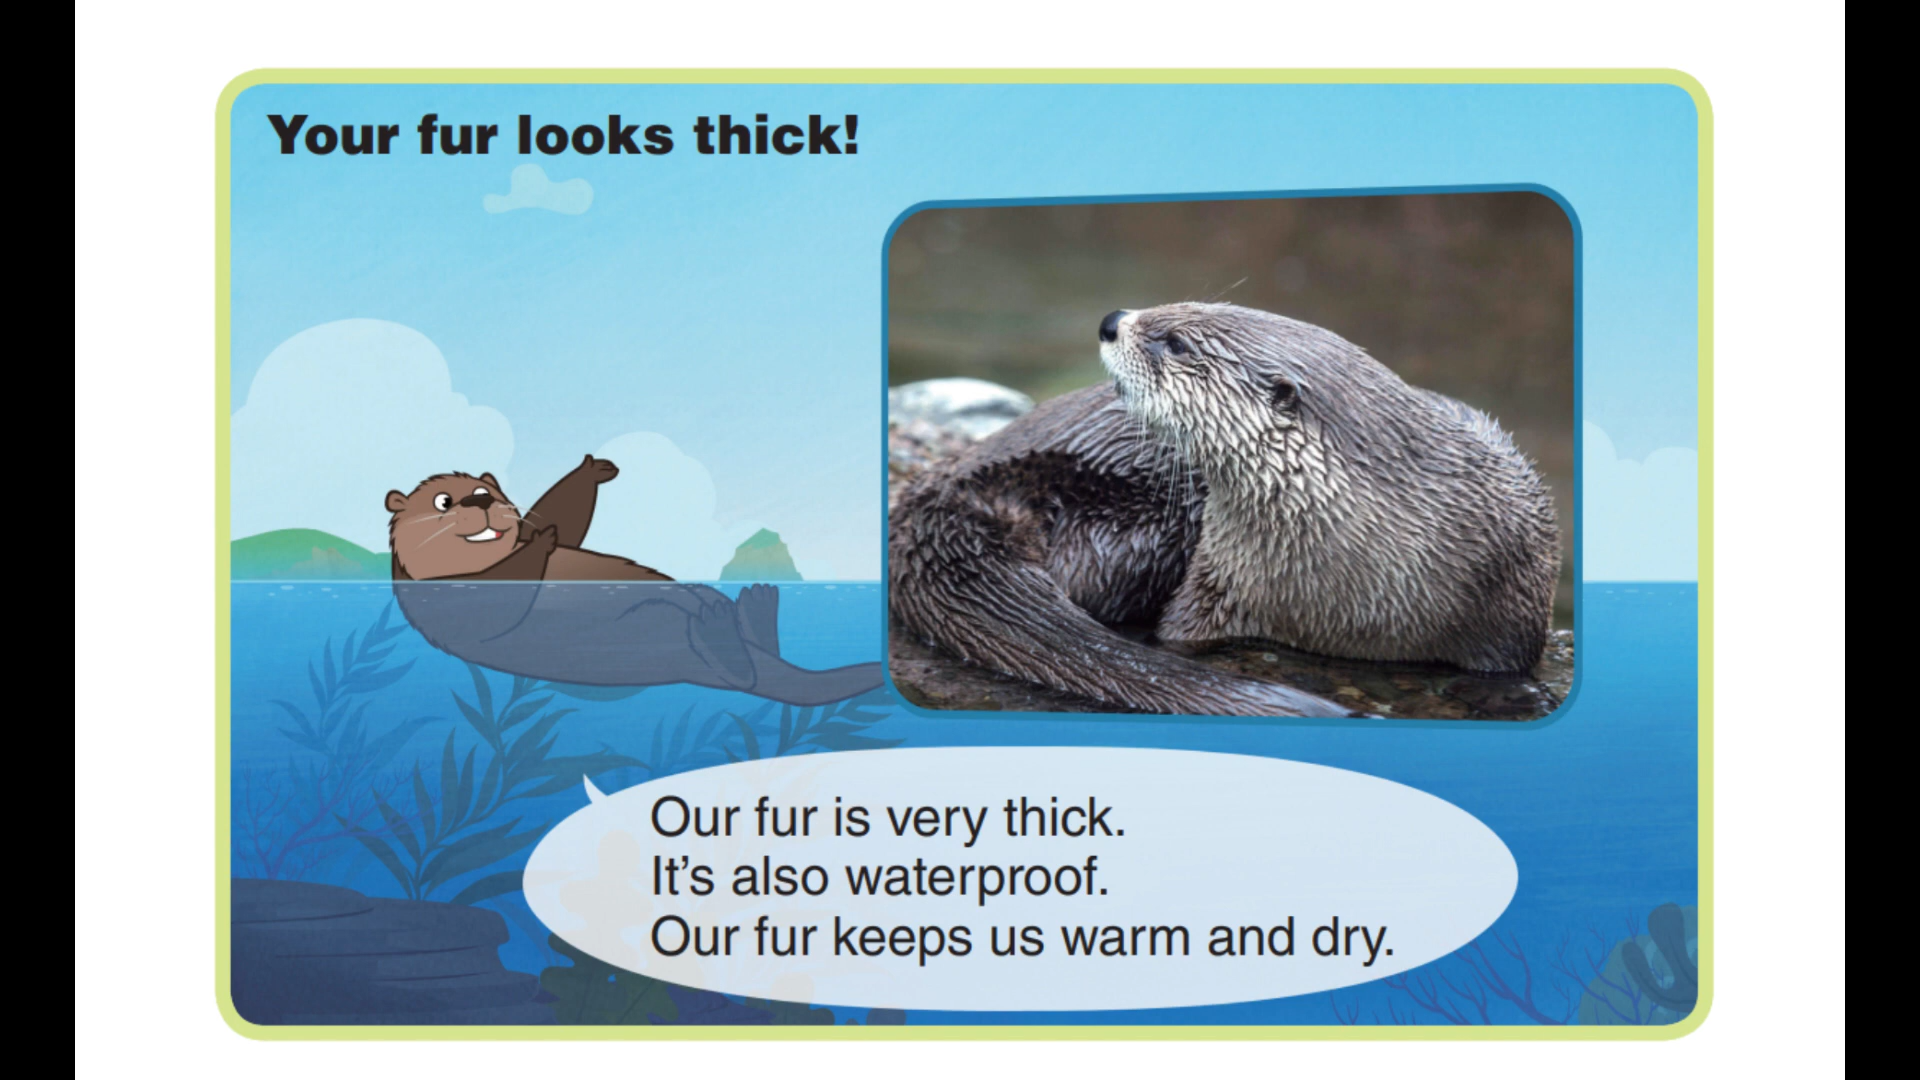 Your fur looks thick!
Our fur is very thick.
It’s also waterproof.
Our fur keeps us warm and dry.